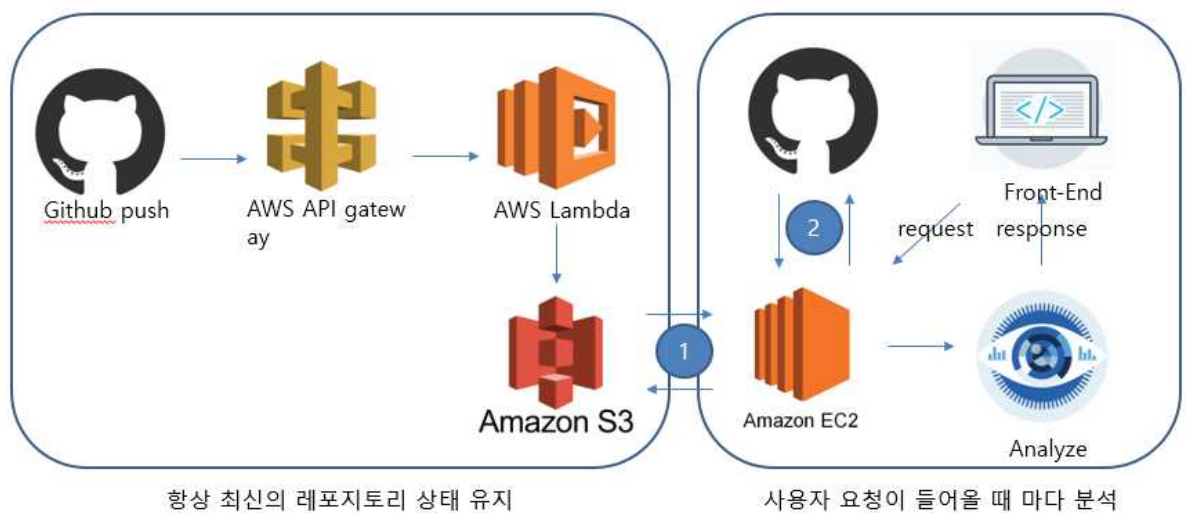 Github push
AWS API gatew
ay
AWS Lambda
Amazon S3
항상 최신의 레포지토리 상태 유지
1
2
</>
Front-End
request response
Amazon EC2
Analyze
사용자 요청이 들어올 때 마다 분석